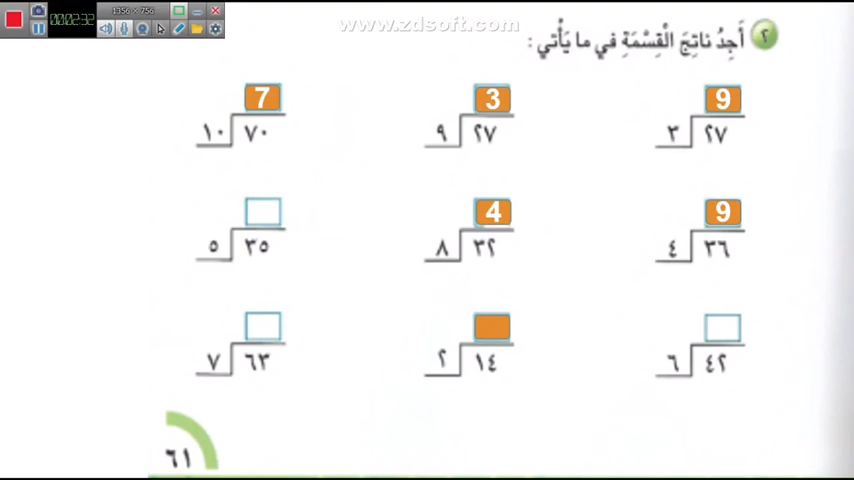 00:02:32
1356 × 756
www.zdsoft.com
٢ أَجِدُ ناتِجَ الْقِسْمَةِ في ما يَأْتي :
9 3 7
٣ ٢٧ ٩ ٢٧ ١٠ ٧٠
9 4
٤ ٣٦ ٨ ٣٢ ٥ ٣٥
٦ ٤٢ ٢ ١٤ ٧ ٦٣
٦١